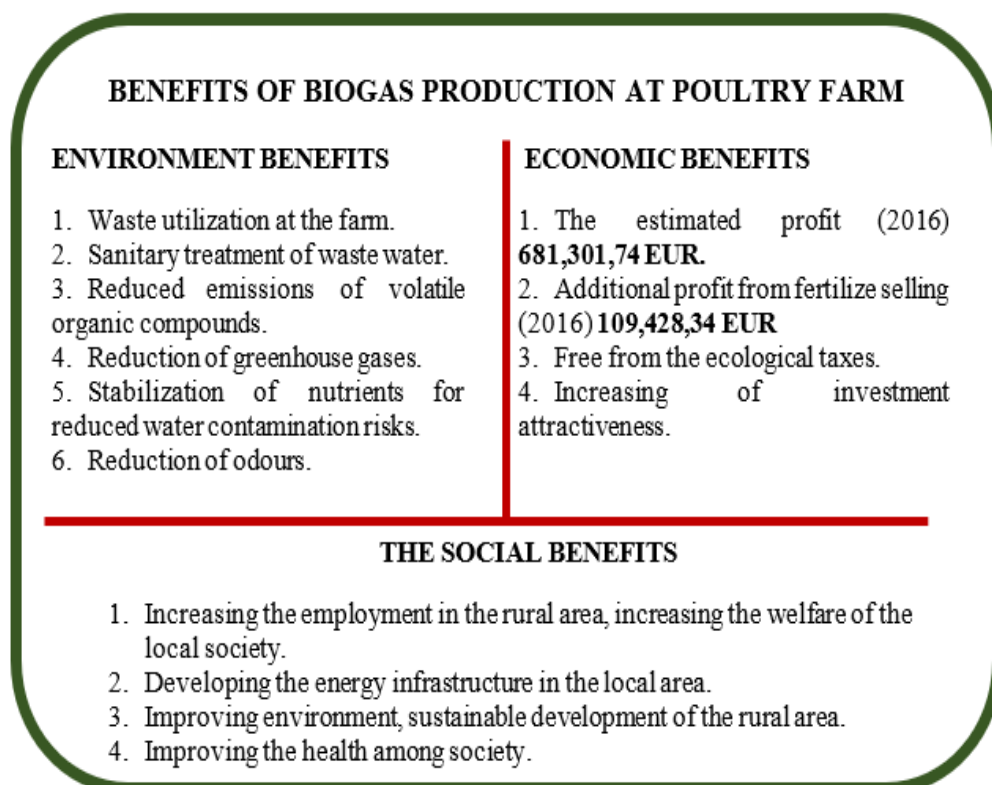 BENEFITS OF BIOGAS PRODUCTION AT POULTRY FARM
ENVIRONMENT BENEFITS
1. Waste utilization at the farm.
2. Sanitary treatment of waste water.
3. Reduced emissions of volatile
organic compounds.
4. Reduction of greenhouse gases.
5. Stabilization of nutrients for
reduced water contamination risks.
6. Reduction of odours.
ECONOMIC BENEFITS
1. The estimated profit (2016)
681,301,74 EUR.
2. Additional profit from fertilize selling
(2016) 109,428,34 EUR
3. Free from the ecological taxes.
4. Increasing of investment
attractiveness.
THE SOCIAL BENEFITS
1. Increasing the employment in the rural area, increasing the welfare of the
local society.
2. Developing the energy infrastructure in the local area.
3. Improving environment, sustainable development of the rural area.
4. Improving the health among society.